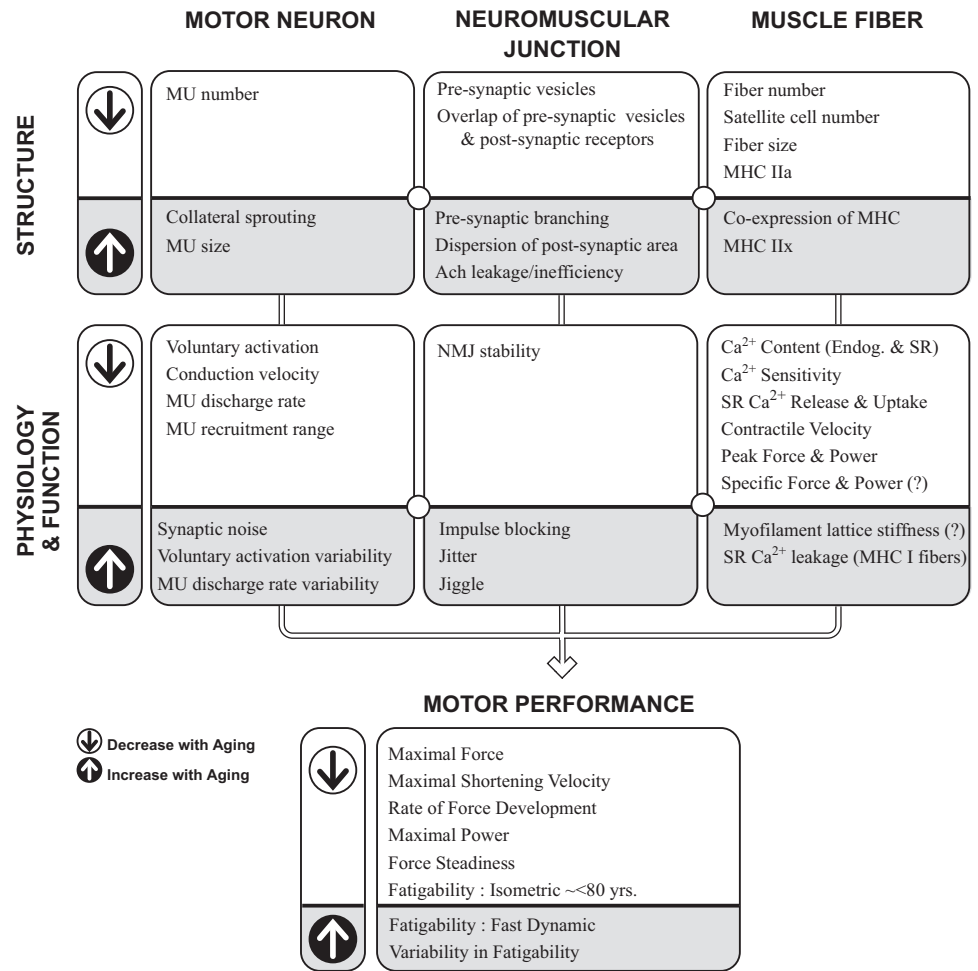 MOTOR NEURON
NEUROMUSCULAR
JUNCTION
MUSCLE FIBER
STRUCTURE
MU number
Pre-synaptic vesicles
Overlap of pre-synaptic vesicles
& post-synaptic receptors
Fiber number
Satellite cell number
Fiber size
MHC IIa
Collateral sprouting
MU size
Pre-synaptic branching
Dispersion of post-synaptic area
Ach leakage/inefficiency
Co-expression of MHC
MHC IIx
PHYSIOLOGY
& FUNCTION
Voluntary activation
Conduction velocity
MU discharge rate
MU recruitment range
NMJ stability
Ca²⁺ Content (Endog. & SR)
Ca²⁺ Sensitivity
SR Ca²⁺ Release & Uptake
Contractile Velocity
Peak Force & Power
Specific Force & Power (?)
Synaptic noise
Voluntary activation variability
MU discharge rate variability
Impulse blocking
Jitter
Jiggle
Myofilament lattice stiffness (?)
SR Ca²⁺ leakage (MHC I fibers)
MOTOR PERFORMANCE
Decrease with Aging
Increase with Aging
Maximal Force
Maximal Shortening Velocity
Rate of Force Development
Maximal Power
Force Steadiness
Fatigability : Isometric ~<80 yrs.
Fatigability : Fast Dynamic
Variability in Fatigability